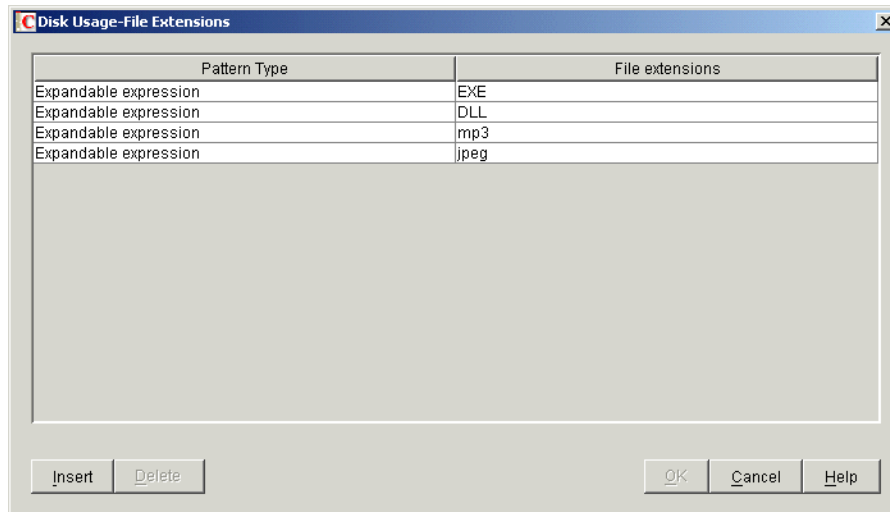 Disk Usage-File Extensions
Pattern Type File extensions
Expandable expression EXE
Expandable expression DLL
Expandable expression mp3
Expandable expression jpeg
Insert Delete OK Cancel Help